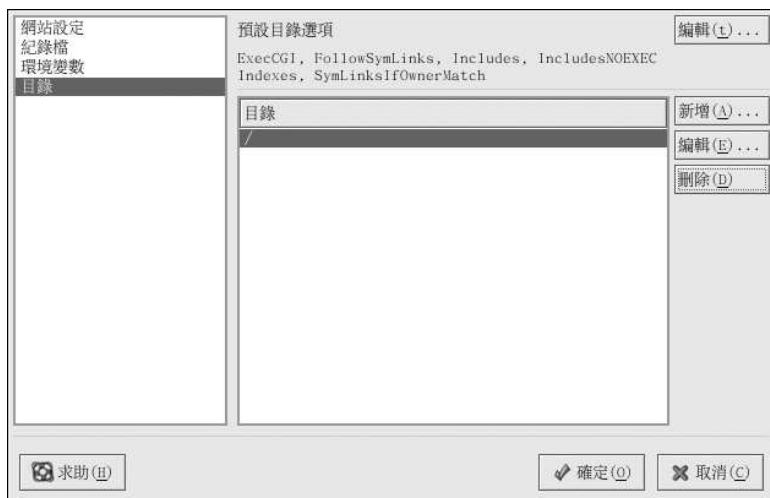 網站設定
紀錄檔
環境變數
目錄
預設目錄選項
編輯(t)...
ExecCGI, FollowSymLinks, Includes, IncludesNOEXEC
Indexes, SymLinksIfOwnerMatch
目錄
/
新增(A)...
編輯(E)...
刪除(D)
求助(H)
確定(O)
取消(C)